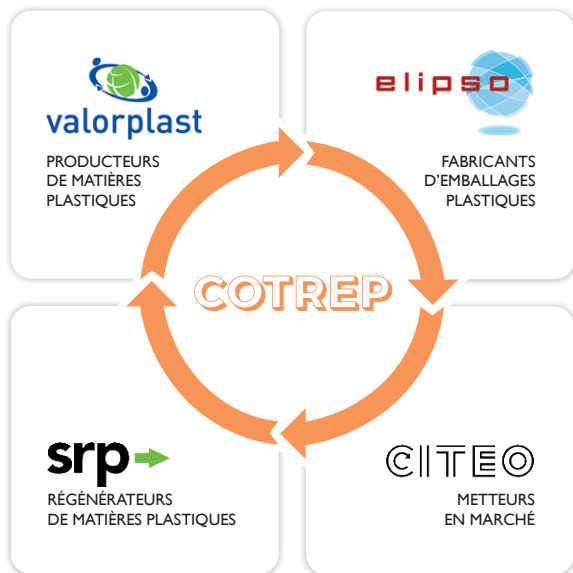 valorplast
PRODUCTEURS
DE MATIÈRES
PLASTIQUES
elipso
FABRICANTS
D'EMBALLAGES
PLASTIQUES
COTREP
srp
RÉGÉNÉRATEURS
DE MATIÈRES PLASTIQUES
CITEO
METTEURS
EN MARCHÉ